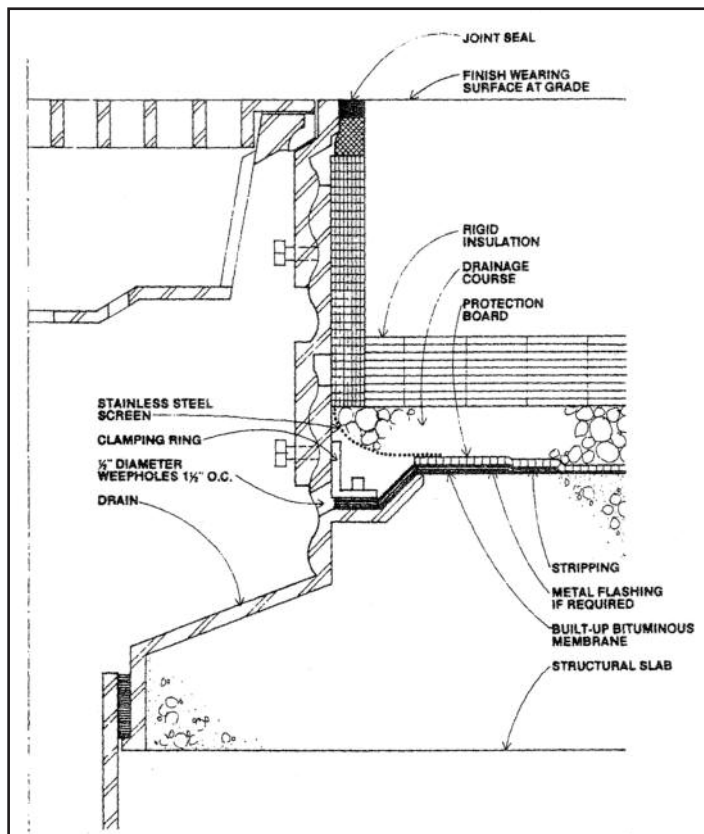 JOINT SEAL
FINISH WEARING
SURFACE AT GRADE
RIGID
INSULATION
DRAINAGE
COURSE
PROTECTION
BOARD
STAINLESS STEEL
SCREEN
CLAMPING RING
½" DIAMETER
WEEPHOLES 1½" O.C.
DRAIN
STRIPPING
METAL FLASHING
IF REQUIRED
BUILT-UP BITUMINOUS
MEMBRANE
STRUCTURAL SLAB